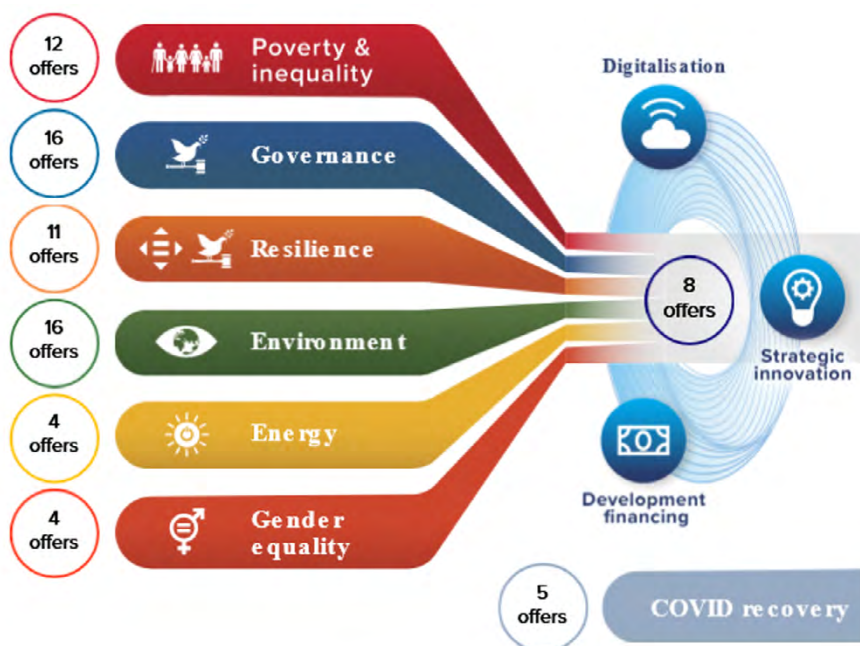 12
offers
Poverty &
inequality
16
offers
Governance
11
offers
Resilience
16
offers
Environment
4
offers
Energy
4
offers
Gender
equality
Digitalisation
8
offers
Strategic
innovation
Development
financing
5
offers
COVID recovery